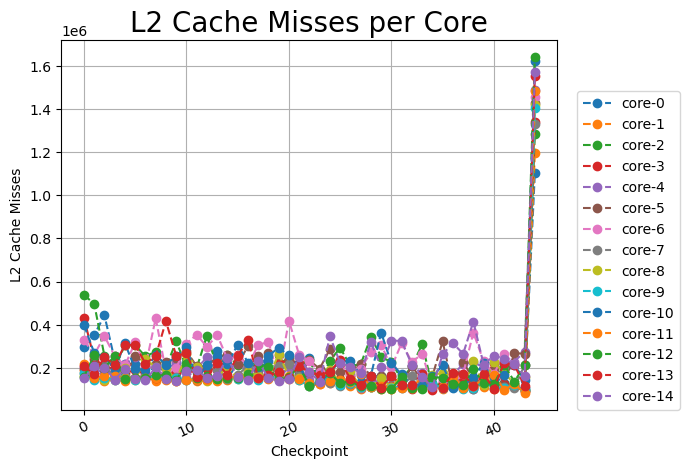 L2 Cache Misses per Core
1e6
1.6
1.4
1.2
1.0
0.8
0.6
0.4
0.2
L2 Cache Misses
0
10
20
30
40
Checkpoint
core-0
core-1
core-2
core-3
core-4
core-5
core-6
core-7
core-8
core-9
core-10
core-11
core-12
core-13
core-14